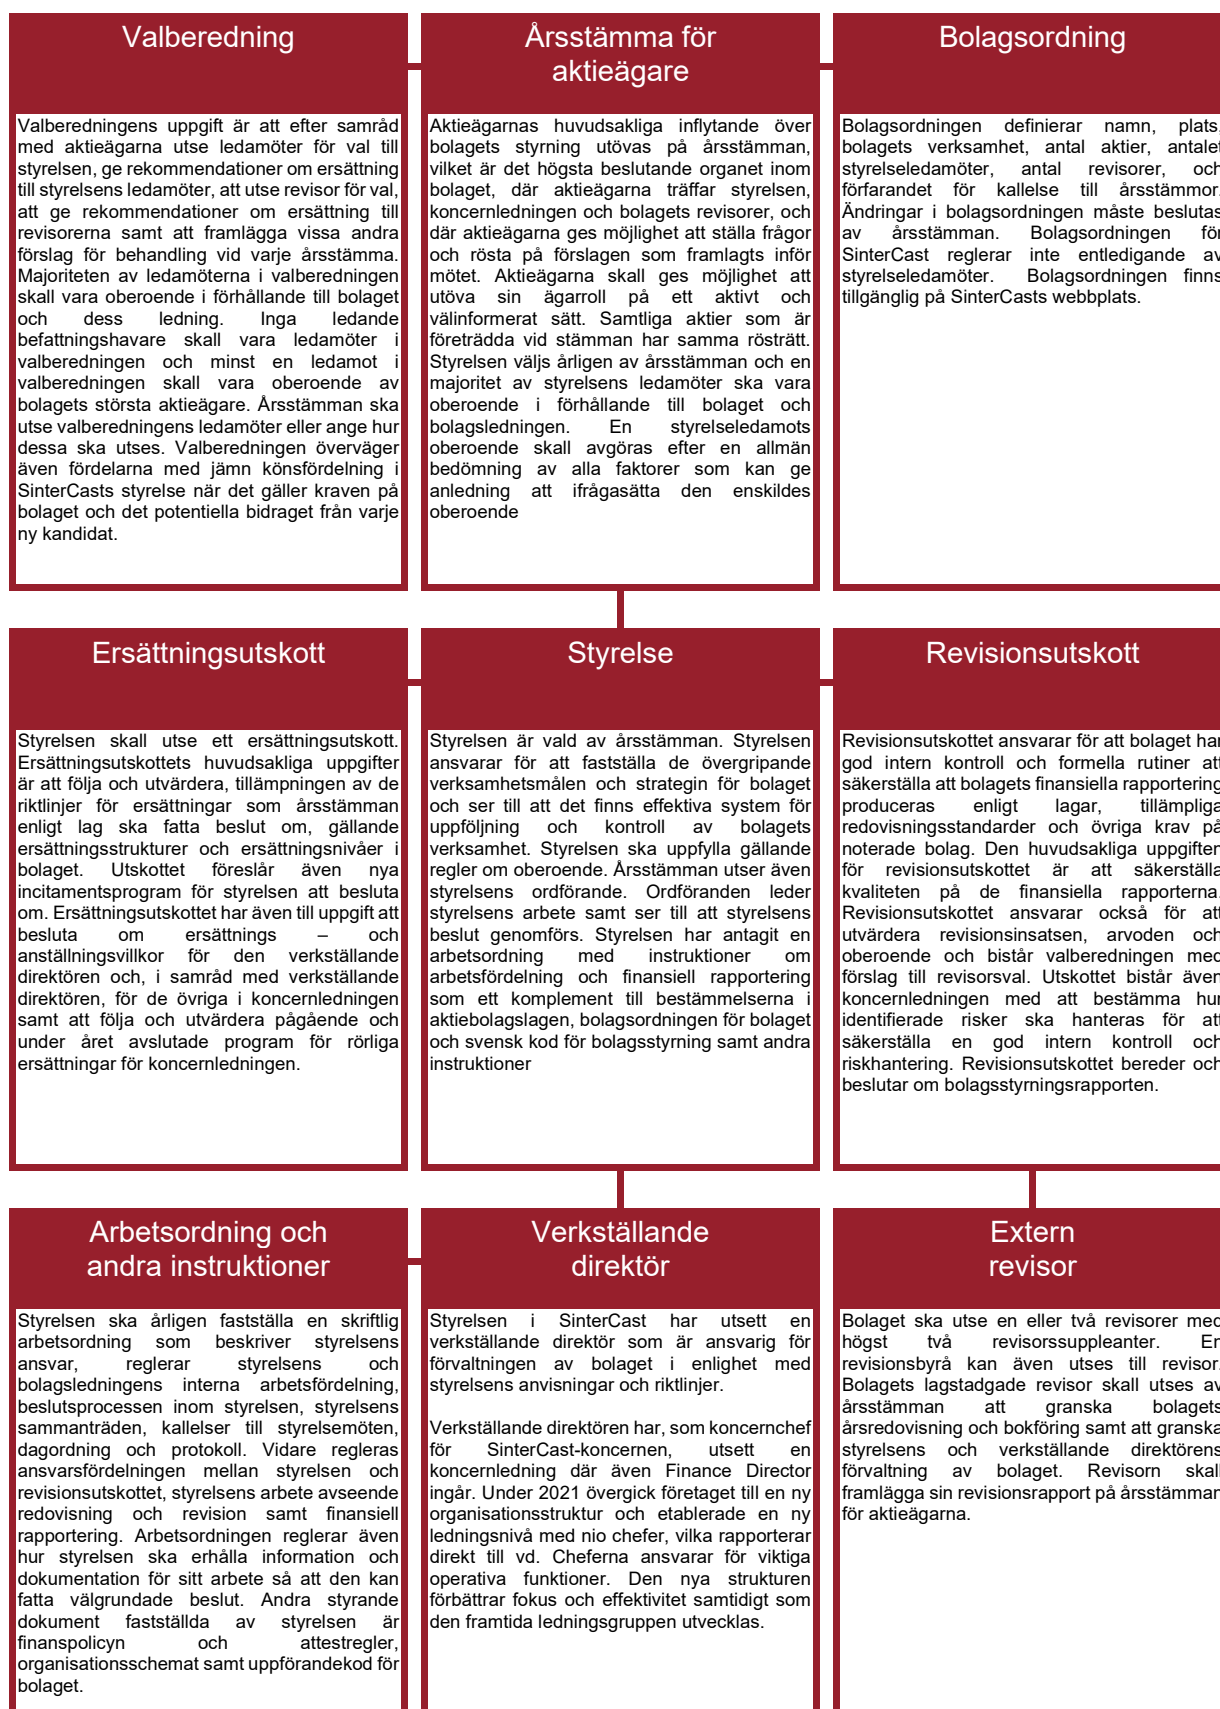 Valberedning
Valberedningens uppgift är att efter samråd
med aktieägarna utse ledamöter för val till
styrelsen, ge rekommendationer om ersättning
till styrelsens ledamöter, att utse revisor för val,
att ge rekommendationer om ersättning till
revisorerna samt att framlägga vissa andra
förslag för behandling vid varje årsstämma.
Majoriteten av ledamöterna i valberedningen
skall vara oberoende i förhållande till bolaget
och dess ledning. Inga ledande
befattningshavare skall vara ledamöter i
valberedningen och minst en ledamot i
valberedningen skall vara oberoende av
bolagets största aktieägare. Årsstämman ska
utse valberedningens ledamöter eller ange hur
dessa ska utses. Valberedningen överväger
även fördelarna med jämn könsfördelning i
SinterCasts styrelse när det gäller kraven på
bolaget och det potentiella bidraget från varje
ny kandidat.
Årsstämma för
aktieägare
Aktieägarnas huvudsakliga inflytande över
bolagets styrning utövas på årsstämman,
vilket är det högsta beslutande organet inom
bolaget, där aktieägarna träffar styrelsen,
koncernledningen och bolagets revisorer, och
där aktieägarna ges möjlighet att ställa frågor
och rösta på förslagen som framlagts inför
mötet. Aktieägarna skall ges möjlighet att
utöva sin ägarroll på ett aktivt och
välinformerat sätt. Samtliga aktier som är
företrädda vid stämman har samma rösträtt.
Styrelsen väljs årligen av årsstämman och en
majoritet av styrelsens ledamöter ska vara
oberoende i förhållande till bolaget och
bolagsledningen. En styrelseledamots
oberoende skall avgöras efter en allmän
bedömning av alla faktorer som kan ge
anledning att ifrågasätta den enskildes
oberoende
Bolagsordning
Bolagsordningen definierar namn, plats,
bolagets verksamhet, antal aktier, antalet
styrelseledamöter, antal revisorer, och
förfarandet för kallelse till årsstämmor.
Ändringar i bolagsordningen måste beslutas
av årsstämman. Bolagsordningen för
SinterCast reglerar inte entledigande av
styrelseledamöter. Bolagsordningen finns
tillgänglig på SinterCasts webbplats.
Ersättningsutskott
Styrelsen skall utse ett ersättningsutskott.
Ersättningsutskottets huvudsakliga uppgifter
är att följa och utvärdera, tillämpningen av de
riktlinjer för ersättningar som årsstämman
enligt lag ska fatta beslut om, gällande
ersättningsstrukturer och ersättningsnivåer i
bolaget. Utskottet föreslår även nya
incitamentsprogram för styrelsen att besluta
om. Ersättningsutskottet har även till uppgift att
besluta om ersättnings – och
anställningsvillkor för den verkställande
direktören och, i samråd med verkställande
direktören, för de övriga i koncernledningen
samt att följa och utvärdera pågående och
under året avslutade program för rörliga
ersättningar för koncernledningen.
Styrelse
Styrelsen är vald av årsstämman. Styrelsen
ansvarar för att fastställa de övergripande
verksamhetsmålen och strategin för bolaget
och ser till att det finns effektiva system för
uppföljning och kontroll av bolagets
verksamhet. Styrelsen ska uppfylla gällande
regler om oberoende. Årsstämman utser även
styrelsens ordförande. Ordföranden leder
styrelsens arbete samt ser till att styrelsens
beslut genomförs. Styrelsen har antagit en
arbetsordning med instruktioner om
arbetsfördelning och finansiell rapportering
som ett komplement till bestämmelserna i
aktiebolagslagen, bolagsordningen för bolaget
och svensk kod för bolagsstyrning samt andra
instruktioner
Revisionsutskott
Revisionsutskottet ansvarar för att bolaget har
god intern kontroll och formella rutiner att
säkerställa att bolagets finansiella rapportering
produceras enligt lagar, tillämpliga
redovisningsstandarder och övriga krav på
noterade bolag. Den huvudsakliga uppgiften
för revisionsutskottet är att säkerställa
kvaliteten på de finansiella rapporterna.
Revisionsutskottet ansvarar också för att
utvärdera revisionsinsatsen, arvoden och
oberoende och bistår valberedningen med
förslag till revisorsval. Utskottet bistår även
koncernledningen med att bestämma hur
identifierade risker ska hanteras för att
säkerställa en god intern kontroll och
riskhantering. Revisionsutskottet bereder och
beslutar om bolagsstyrningsrapporten.
Arbetsordning och
andra instruktioner
Styrelsen ska årligen fastställa en skriftlig
arbetsordning som beskriver styrelsens
ansvar, reglerar styrelsens och
bolagsledningens interna arbetsfördelning,
beslutsprocessen inom styrelsen, styrelsens
sammanträden, kallelser till styrelsemöten,
dagordning och protokoll. Vidare regleras
ansvarsfördelningen mellan styrelsen och
revisionsutskottet, styrelsens arbete avseende
redovisning och revision samt finansiell
rapportering. Arbetsordningen reglerar även
hur styrelsen ska erhålla information och
dokumentation för sitt arbete så att den kan
fatta välgrundade beslut. Andra styrande
dokument fastställda av styrelsen är
finanspolicyn och attestregler,
organisationsschemat samt uppförandekod för
bolaget.
Verkställande
direktör
Styrelsen i SinterCast har utsett en
verkställande direktör som är ansvarig för
förvaltningen av bolaget i enlighet med
styrelsens anvisningar och riktlinjer.
Verkställande direktören har, som koncernchef
för SinterCast-koncernen, utsett en
koncernledning där även Finance Director
ingår. Under 2021 övergick företaget till en ny
organisationsstruktur och etablerade en ny
ledningsnivå med nio chefer, vilka rapporterar
direkt till vd. Cheferna ansvarar för viktiga
operativa funktioner. Den nya strukturen
förbättrar fokus och effektivitet samtidigt som
den framtida ledningsgruppen utvecklas.
Extern
revisor
Bolaget ska utse en eller två revisorer med
högst två revisorssuppleanter. En
revisionsbyrå kan även utses till revisor.
Bolagets lagstadgade revisor skall utses av
årsstämman att granska bolagets
årsredovisning och bokföring samt att granska
styrelsens och verkställande direktörens
förvaltning av bolaget. Revisorn skall
framlägga sin revisionsrapport på årsstämman
för aktieägarna.